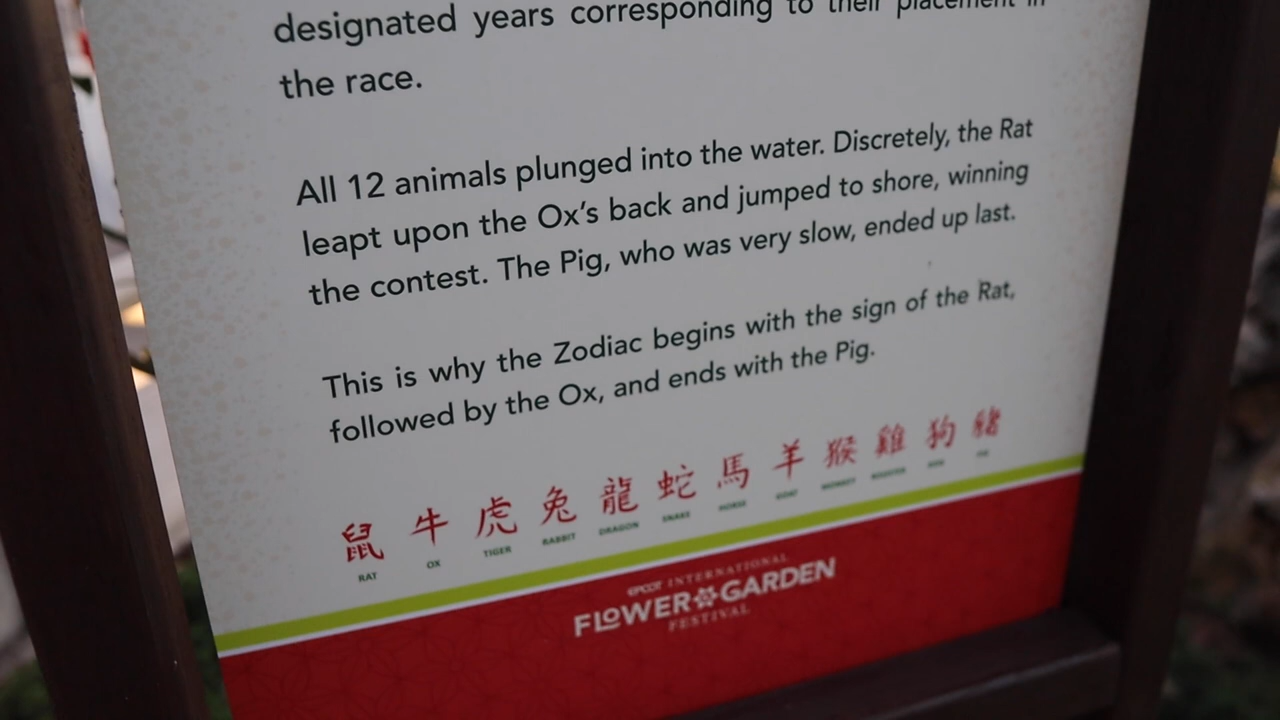 designated years corresponding to their placement in
the race.
All 12 animals plunged into the water. Discretely, the Rat
leapt upon the Ox's back and jumped to shore, winning
the contest. The Pig, who was very slow, ended up last.
This is why the Zodiac begins with the sign of the Rat,
followed by the Ox, and ends with the Pig.
鼠 牛 虎 兔 龍 蛇 馬 羊 猴 雞 狗 豬
RAT OX TIGER RABBIT DRAGON SNAKE HORSE GOAT MONKEY ROOSTER DOG PIG
EPCOT INTERNATIONAL
FLOWER GARDEN
FESTIVAL